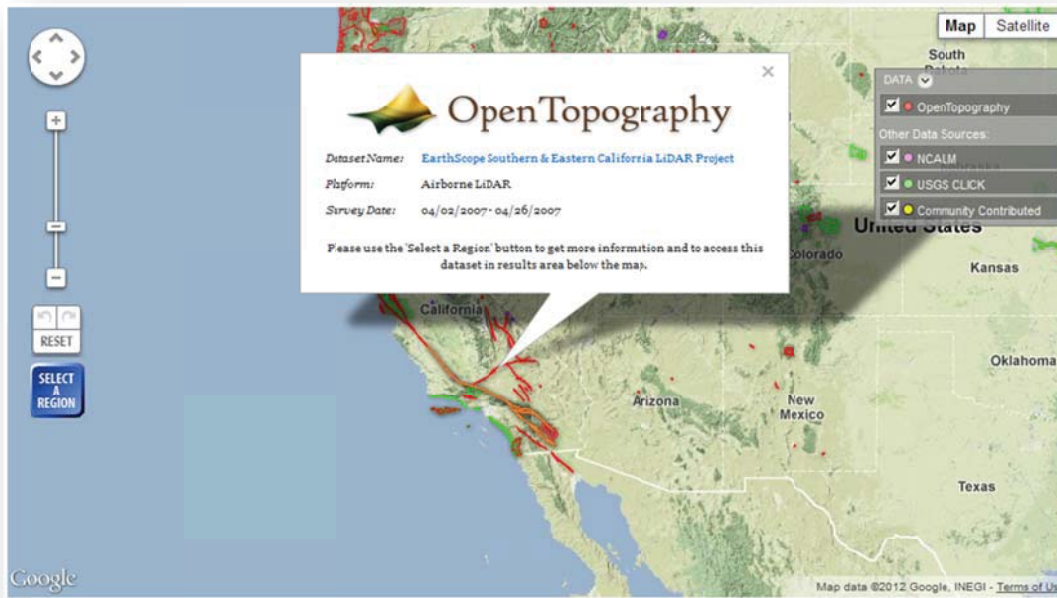 Map Satellite
South
Dakota
DATA
OpenTopography
Other Data Sources:
NCALM
USGS CLICK
Community Contributed
OpenTopography
Dataset Name: EarthScope Southern & Eastern California LiDAR Project
Platform: Airborne LiDAR
Survey Date: 04/02/2007- 04/26/2007
Please use the 'Select a Region' button to get more information and to access this
dataset in results area below the map.
RESET
SELECT
A
REGION
United States
Colorado
Kansas
California
Oklahoma
Arizona
New
Mexico
Texas
Google
Map data ©2012 Google, INEGI - Terms of Us